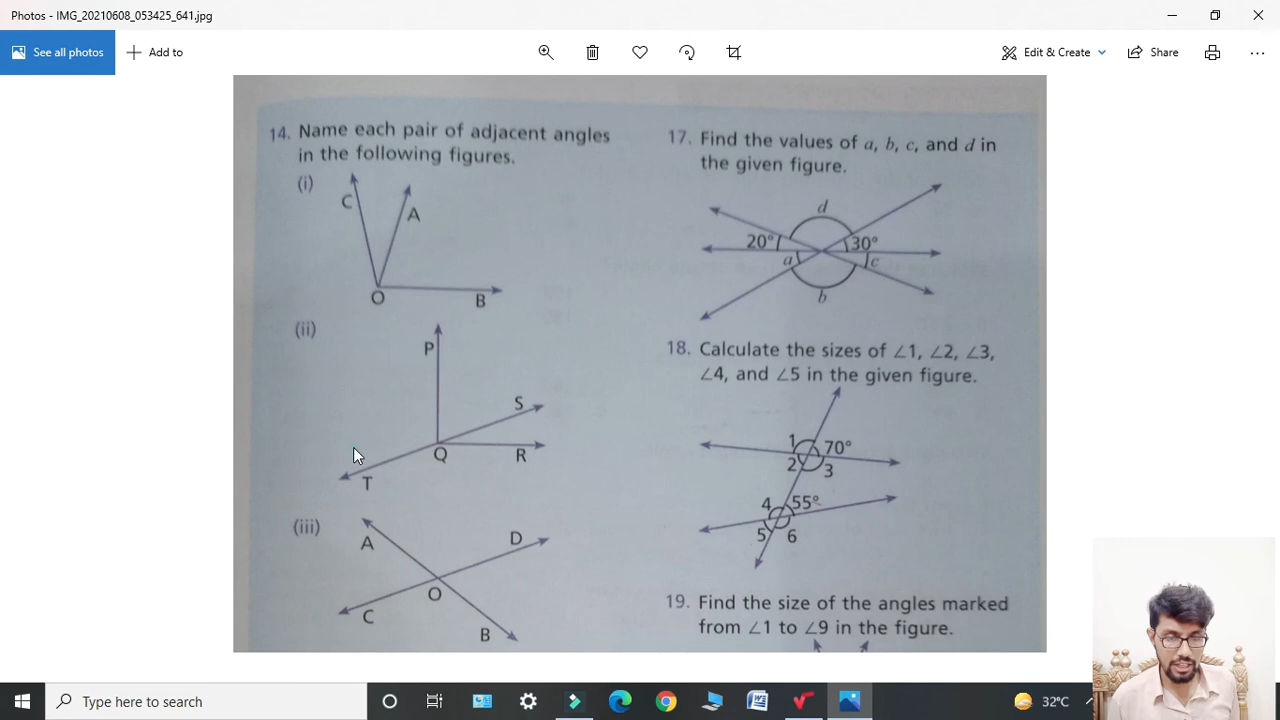 Photos - IMG_20210608_053425_641.jpg
See all photos
Add to
Edit & Create
Share
14. Name each pair of adjacent angles
in the following figures.
(i)
C
A
O
B
(ii)
P
S
Q
R
T
(iii)
A
D
O
C
B
17. Find the values of a, b, c, and d in
the given figure.
d
20°
30°
a
c
b
18. Calculate the sizes of ∠1, ∠2, ∠3,
∠4, and ∠5 in the given figure.
1
70°
2
3
4
55°
5
6
19. Find the size of the angles marked
from ∠1 to ∠9 in the figure.
Type here to search
32°C